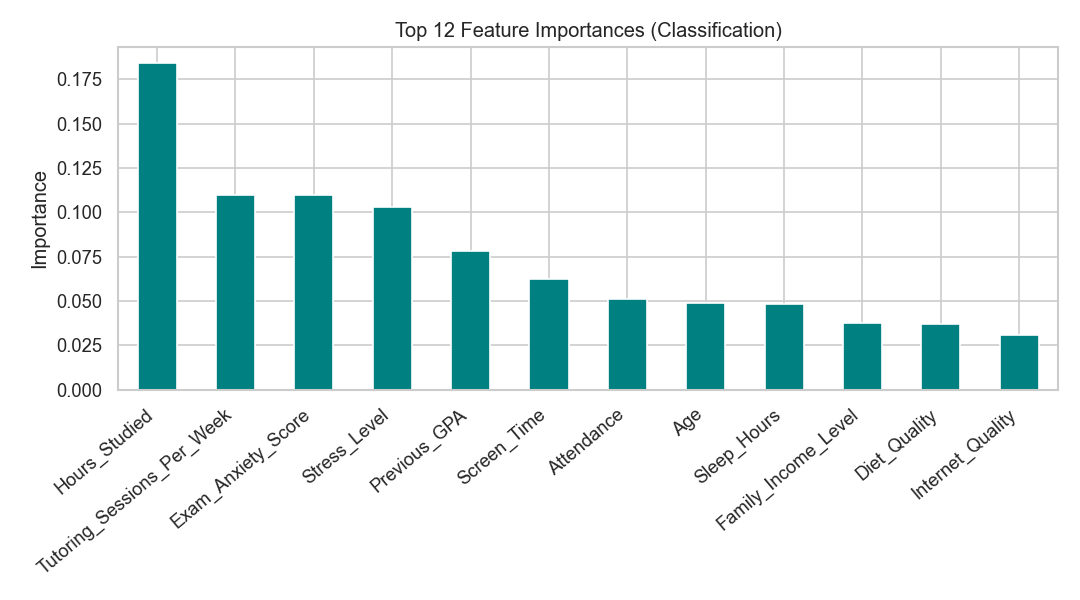 Top 12 Feature Importances (Classification)
Importance
0.175
0.150
0.125
0.100
0.075
0.050
0.025
0.000
Hours_Studied
Tutoring_Sessions_Per_Week
Exam_Anxiety_Score
Stress_Level
Previous_GPA
Screen_Time
Attendance
Age
Sleep_Hours
Family_Income_Level
Diet_Quality
Internet_Quality